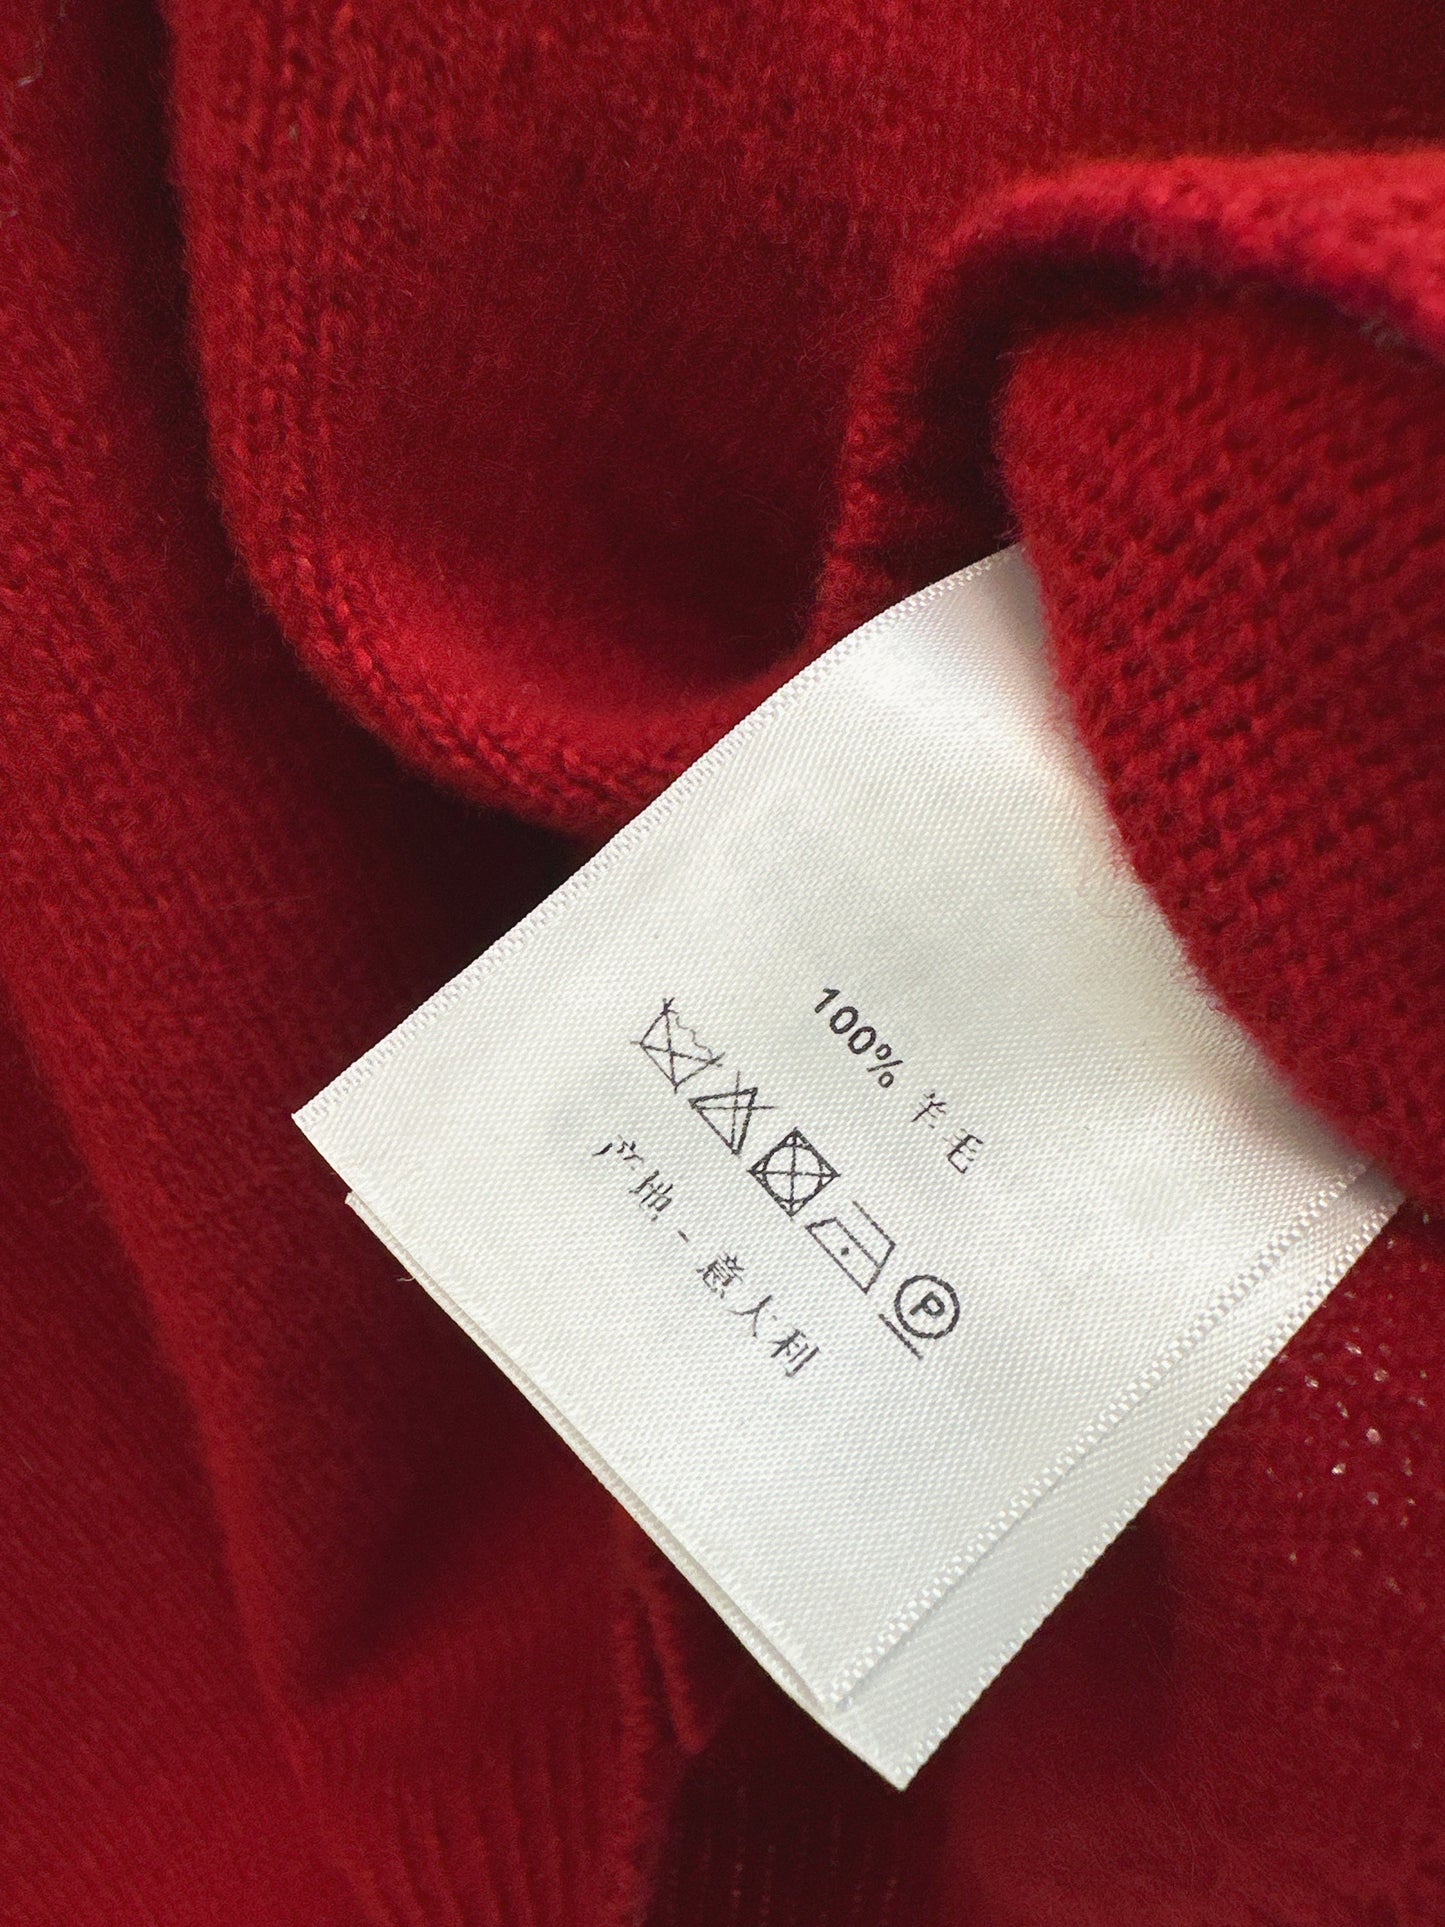 100% 羊毛
P
产地 - 意大利